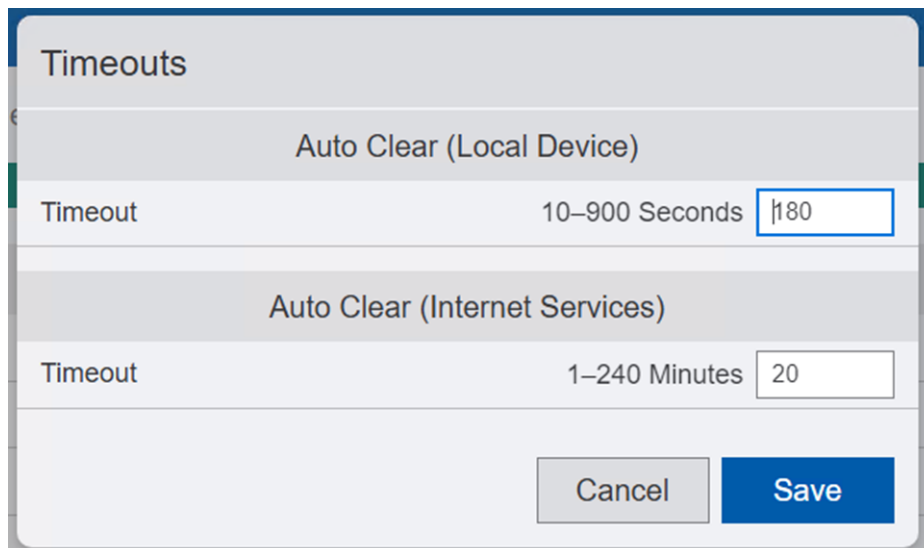 Timeouts
Auto Clear (Local Device)
Timeout 10–900 Seconds 180
Auto Clear (Internet Services)
Timeout 1–240 Minutes 20
Cancel Save